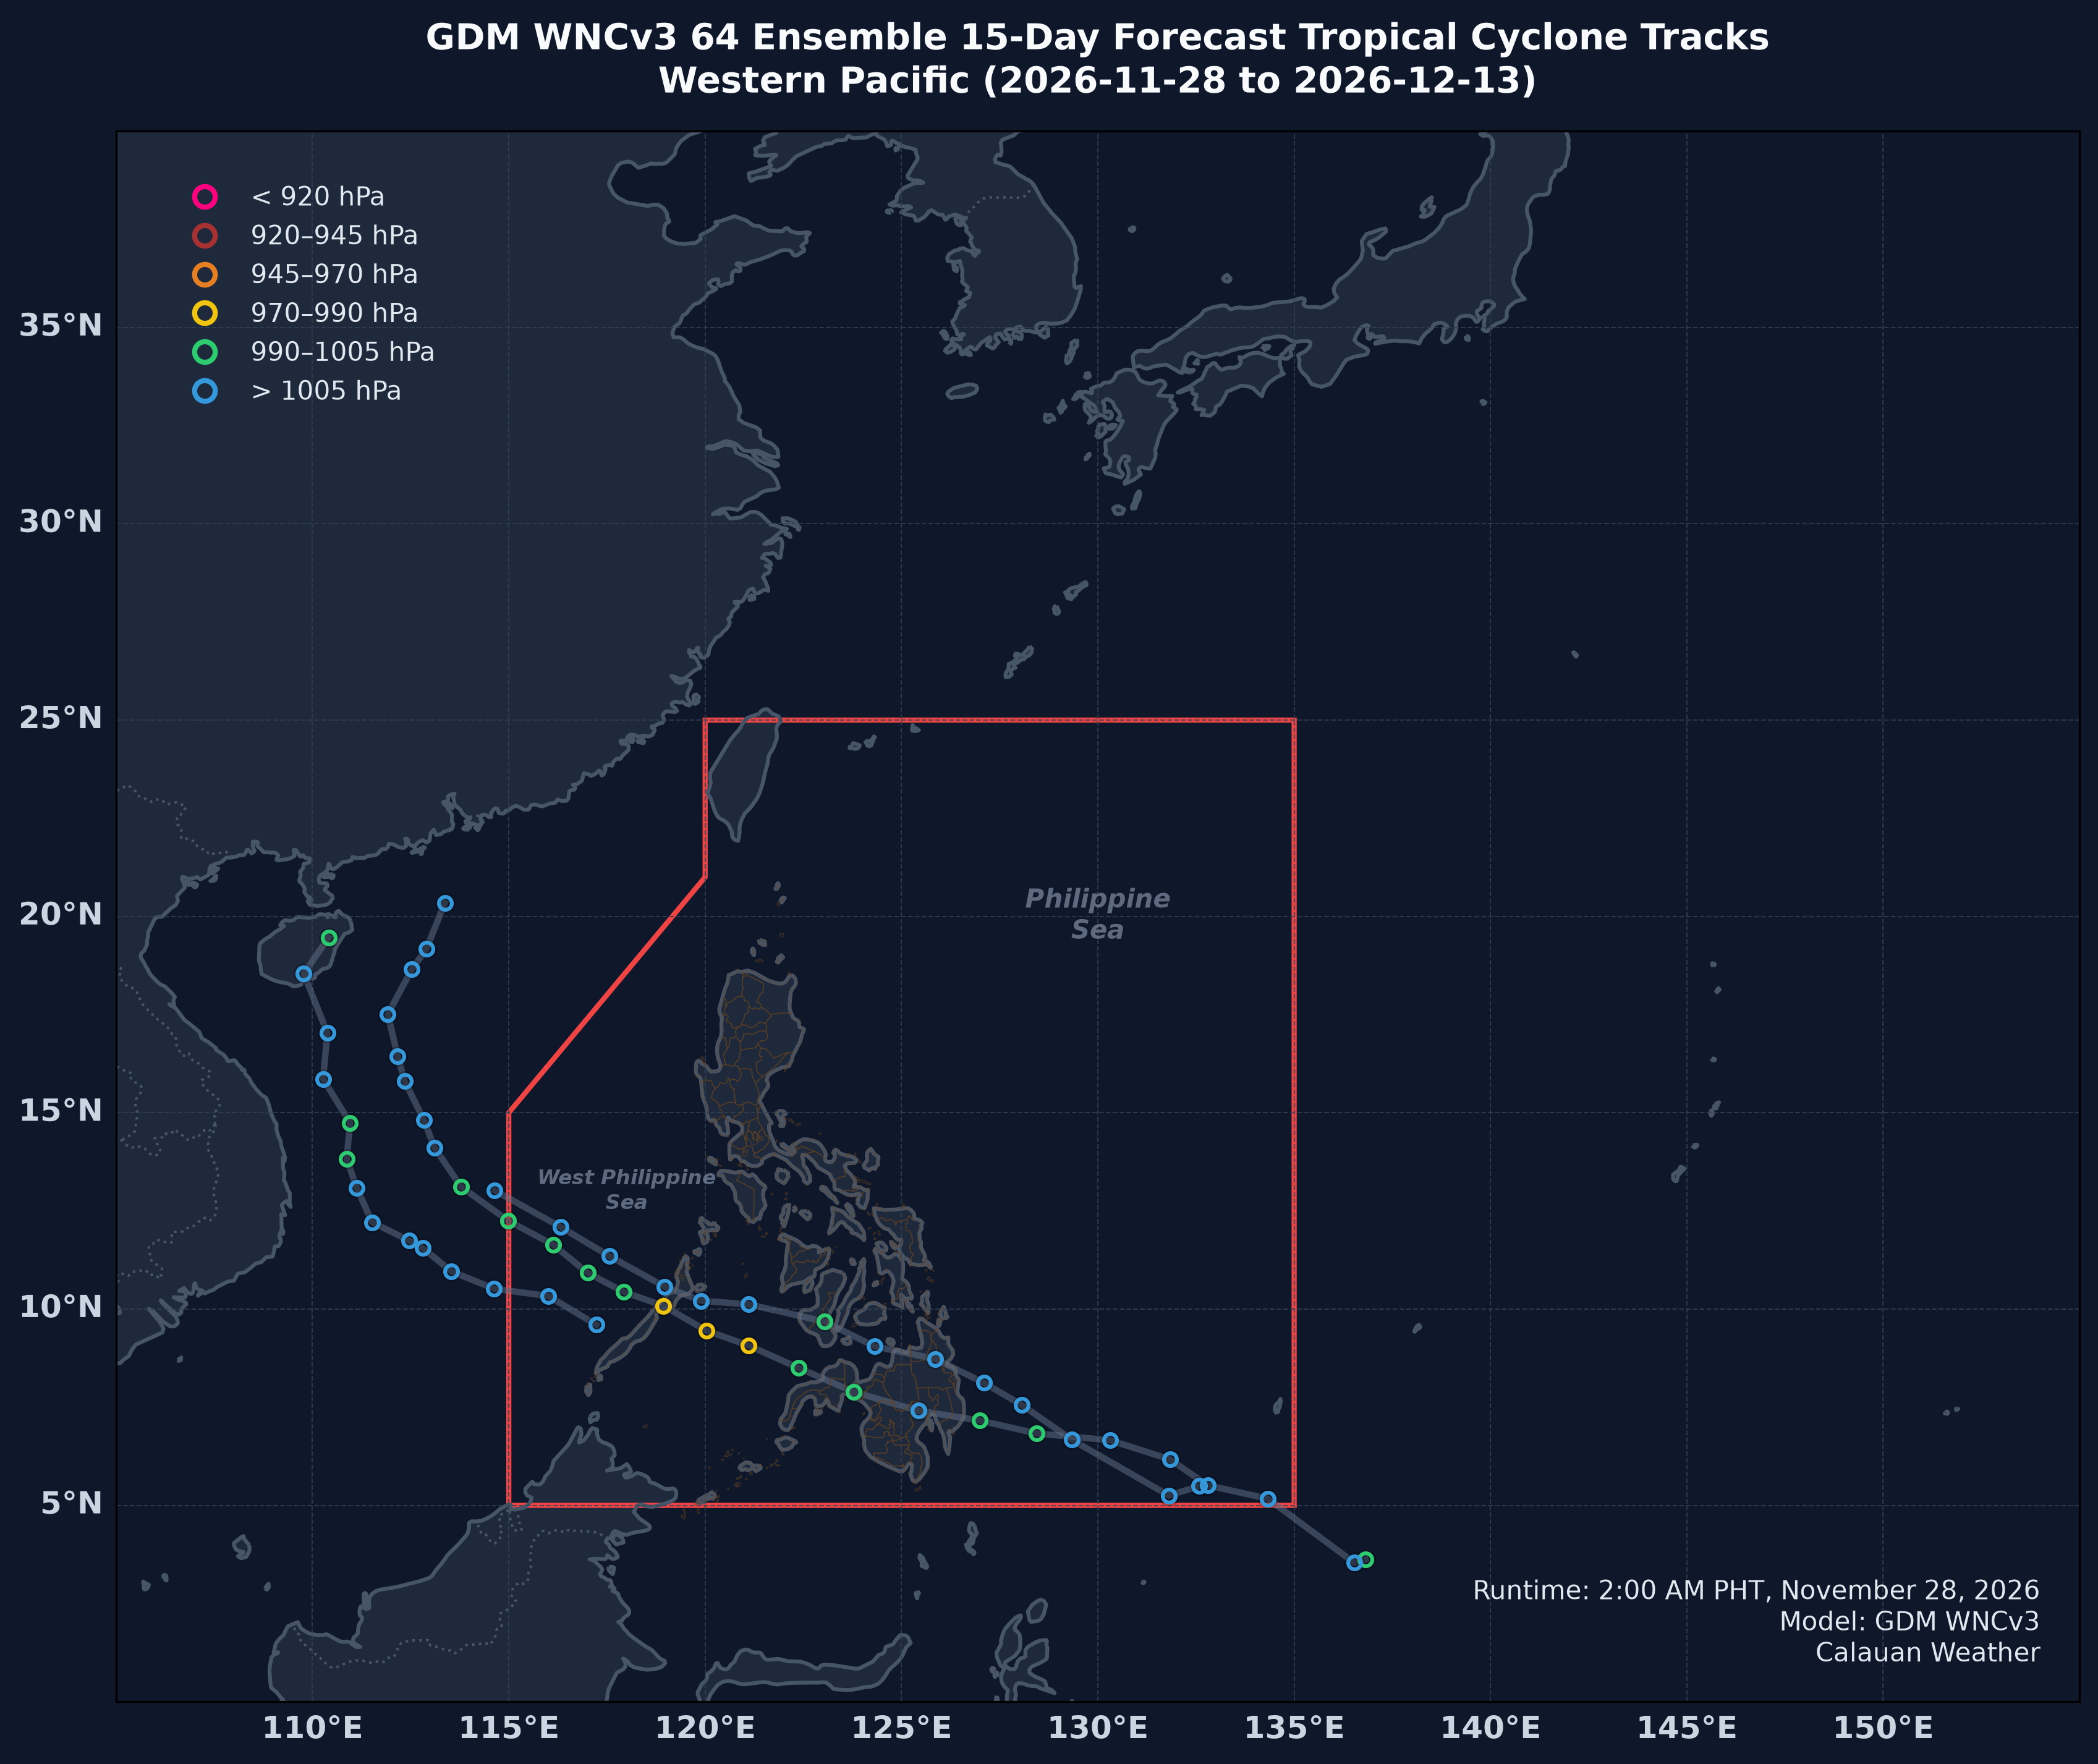 GDM WNCv3 64 Ensemble 15-Day Forecast Tropical Cyclone Tracks
Western Pacific (2026-11-28 to 2026-12-13)
< 920 hPa
920–945 hPa
945–970 hPa
970–990 hPa
990–1005 hPa
> 1005 hPa
35°N
30°N
25°N
20°N
15°N
10°N
5°N
Philippine
Sea
West Philippine
Sea
Runtime: 2:00 AM PHT, November 28, 2026
Model: GDM WNCv3
Calauan Weather
110°E
115°E
120°E
125°E
130°E
135°E
140°E
145°E
150°E